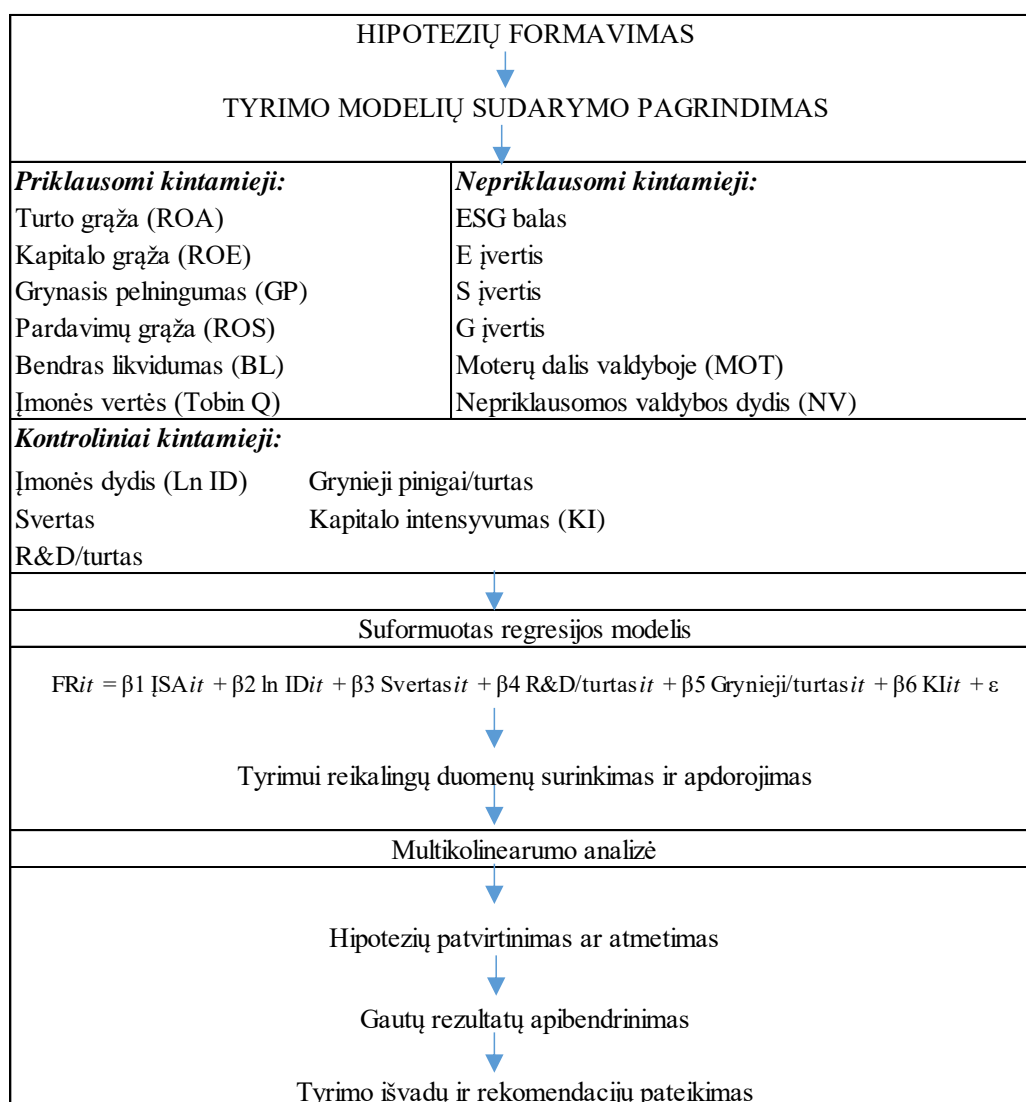 HIPOTEZIŲ FORMAVIMAS
TYRIMO MODELIŲ SUDARYMO PAGRINDIMAS
Priklausomi kintamieji:
Turto grąža (ROA)
Kapitalo grąža (ROE)
Grynasis pelningumas (GP)
Pardavimų grąža (ROS)
Bendras likvidumas (BL)
Įmonės vertės (Tobin Q)
Nepriklausomi kintamieji:
ESG balas
E įvertis
S įvertis
G įvertis
Moterų dalis valdyboje (MOT)
Nepriklausomos valdybos dydis (NV)
Kontroliniai kintamieji:
Įmonės dydis (Ln ID)
Svertas
R&D/turtas
Grynieji pinigai/turtas
Kapitalo intensyvumas (KI)
Suformuotas regresijos modelis
FRit = β1 ĮSAit + β2 ln IDit + β3 Svertasit + β4 R&D/turtasit + β5 Grynieji/turtasit + β6 KIit + ε
Tyrimui reikalingų duomenų surinkimas ir apdorojimas
Multikolinearumo analizė
Hipotezių patvirtinimas ar atmetimas
Gautų rezultatų apibendrinimas
Tyrimo išvadų ir rekomendacijų pateikimas